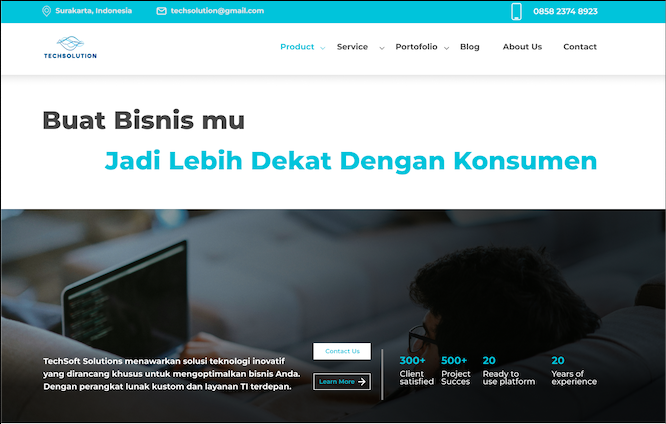 Surakarta, Indonesia
techsolution@gmail.com
0858 2374 8923
TECHSOLUTION
Product
Service
Portofolio
Blog
About Us
Contact
Buat Bisnis mu
Jadi Lebih Dekat Dengan Konsumen
TechSoft Solutions menawarkan solusi teknologi inovatif
yang dirancang khusus untuk mengoptimalkan bisnis Anda.
Dengan perangkat lunak kustom dan layanan TI terdepan.
Contact Us
Learn More
300+
Client
satisfied
500+
Project
Succes
20
Ready to
use platform
20
Years of
experience